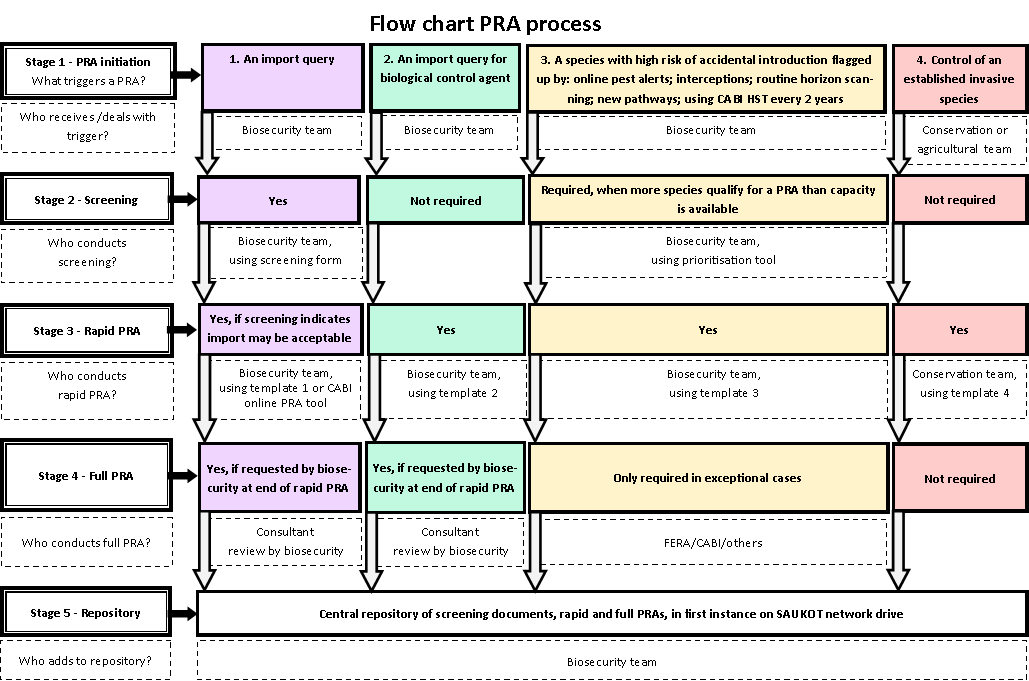 Flow chart PRA process
Stage 1 - PRA initiation
What triggers a PRA?
1. An import query
2. An import query for
biological control agent
3. A species with high risk of accidental introduction flagged
up by: online pest alerts; interceptions; routine horizon scan-
ning; new pathways; using CABI HST every 2 years
4. Control of an
established invasive
species
Who receives /deals with
trigger?
Biosecurity team
Biosecurity team
Biosecurity team
Conservation or
agricultural team
Stage 2 - Screening
Yes
Not required
Required, when more species qualify for a PRA than capacity
is available
Not required
Who conducts
screening?
Biosecurity team,
using screening form
Biosecurity team,
using prioritisation tool
Stage 3 - Rapid PRA
Yes, if screening indicates
import may be acceptable
Yes
Yes
Yes
Who conducts
rapid PRA?
Biosecurity team,
using template 1 or CABI
online PRA tool
Biosecurity team,
using template 2
Biosecurity team,
using template 3
Conservation team,
using template 4
Stage 4 - Full PRA
Yes, if requested by biose-
curity at end of rapid PRA
Yes, if requested by biose-
curity at end of rapid PRA
Only required in exceptional cases
Not required
Who conducts full PRA?
Consultant
review by biosecurity
Consultant
review by biosecurity
FERA/CABI/others
Stage 5 - Repository
Central repository of screening documents, rapid and full PRAs, in first instance on SAUKOT network drive
Who adds to repository?
Biosecurity team